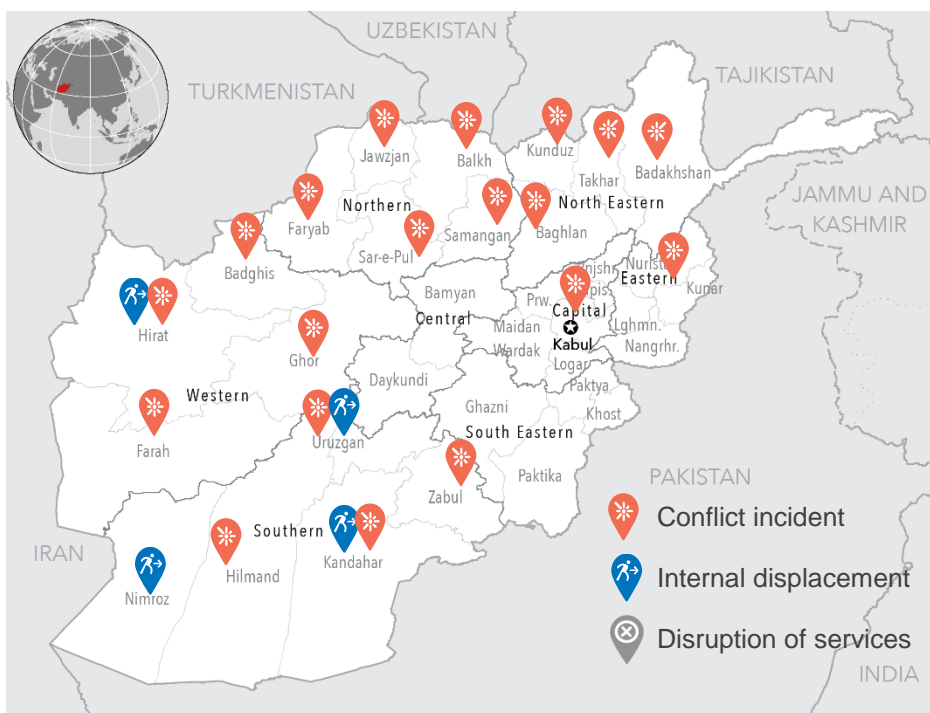 UZBEKISTAN
TAJIKISTAN
TURKMENISTAN
Jawzjan
Balkh
Kunduz
Takhar
Badakhshan
JAMMU AND
KASHMIR
Northern
North Eastern
Faryab
Samangan
Baghlan
Sar-e-Pul
Badghis
Eastern
Kunar
Bamyan
Prw.
Capital
Central
Hirat
Maidan
Wardak
Kabul
Lghmn.
Nangrhr.
Ghor
Logar
Daykundi
Paktya
Western
Ghazni
Khost
Uruzgan
South Eastern
Farah
Zabul
Paktika
PAKISTAN
Conflict incident
Southern
Kandahar
IRAN
Hilmand
Nimroz
Internal displacement
Disruption of services
INDIA